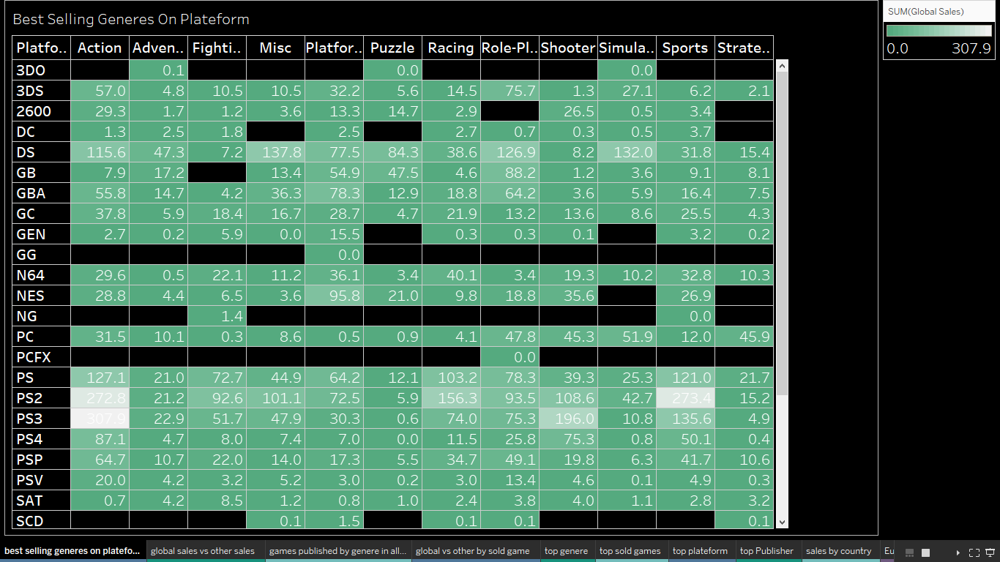 Best Selling Generes On Plateform
SUM(Global Sales)
0.0 307.9
Platfo.. Action Adven.. Fighti.. Misc Platfor.. Puzzle Racing Role-Pl.. Shooter Simula.. Sports Strate..
3DO 0.1 0.0 0.0
3DS 57.0 4.8 10.5 10.5 32.2 5.6 14.5 75.7 1.3 27.1 6.2 2.1
2600 29.3 1.7 1.2 3.6 13.3 14.7 2.9 26.5 0.5 3.4
DC 1.3 2.5 1.8 2.5 2.7 0.7 0.3 0.5 3.7
DS 115.6 47.3 7.2 137.8 77.5 84.3 38.6 126.9 8.2 132.0 31.8 15.4
GB 7.9 17.2 13.4 54.9 47.5 4.6 88.2 1.2 3.6 9.1 8.1
GBA 55.8 14.7 4.2 36.3 78.3 12.9 18.8 64.2 3.6 5.9 16.4 7.5
GC 37.8 5.9 18.4 16.7 28.7 4.7 21.9 13.2 13.6 8.6 25.5 4.3
GEN 2.7 0.2 5.9 0.0 15.5 0.3 0.3 0.1 3.2 0.2
GG 0.0
N64 29.6 0.5 22.1 11.2 36.1 3.4 40.1 3.4 19.3 10.2 32.8 10.3
NES 28.8 4.4 6.5 3.6 95.8 21.0 9.8 18.8 35.6 26.9
NG 1.4 0.0
PC 31.5 10.1 0.3 8.6 0.5 0.9 4.1 47.8 45.3 51.9 12.0 45.9
PCFX 0.0
PS 127.1 21.0 72.7 44.9 64.2 12.1 103.2 78.3 39.3 25.3 121.0 21.7
PS2 272.8 21.2 92.6 101.1 72.5 5.9 156.3 93.5 108.6 42.7 273.4 15.2
PS3 307.9 22.9 51.7 47.9 30.3 0.6 74.0 75.3 196.0 10.8 135.6 4.9
PS4 87.1 4.7 8.0 7.4 7.0 0.0 11.5 25.8 75.3 0.8 50.1 0.4
PSP 64.7 10.7 22.0 14.0 17.3 5.5 34.7 49.1 19.8 6.3 41.7 10.6
PSV 20.0 4.2 3.2 5.2 3.0 0.2 3.0 13.4 4.6 0.1 4.9 0.3
SAT 0.7 4.2 8.5 1.2 0.8 1.0 2.4 3.8 4.0 1.1 2.8 3.2
SCD 0.1 1.5 0.1 0.1 0.1
best selling generes on platefo... global sales vs other sales games published by genere in all... global vs other by sold game top genere top sold games top plateform top Publisher sales by country Eu